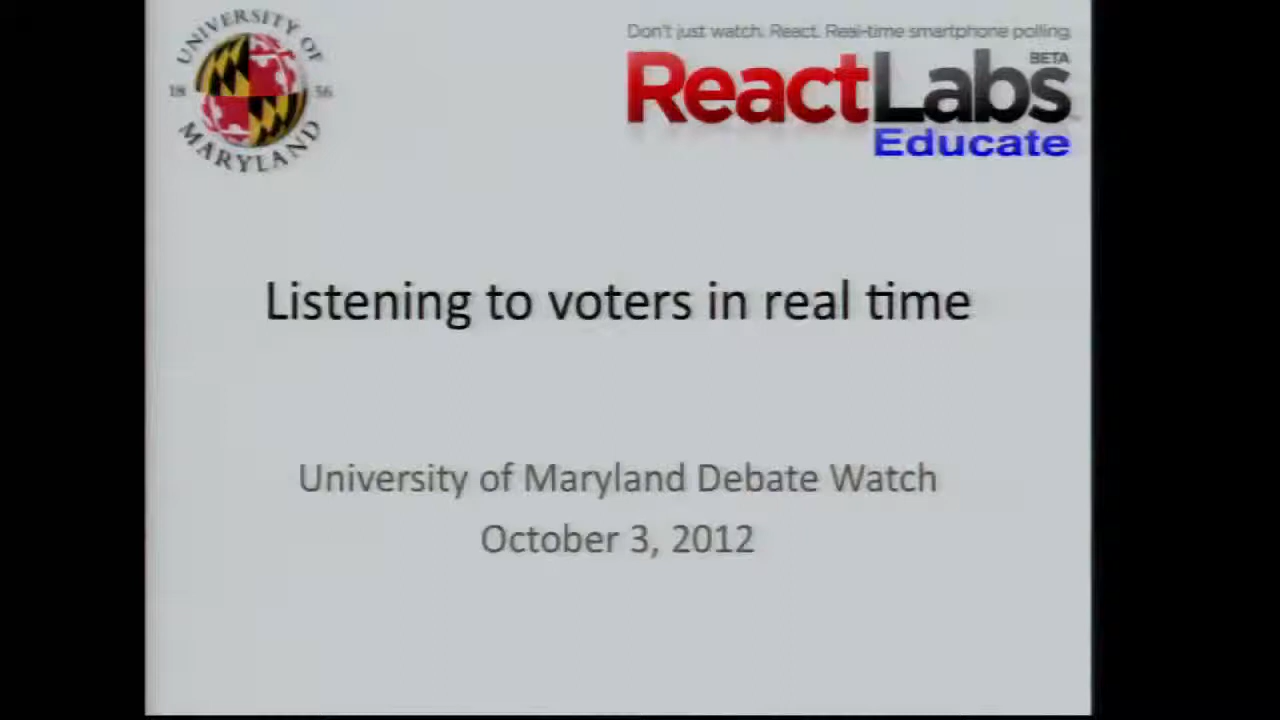 UNIVERSITY OF
18 56
MARYLAND
Don't just watch. React. Real-time smartphone polling.
BETA
ReactLabs
Educate
Listening to voters in real time
University of Maryland Debate Watch
October 3, 2012